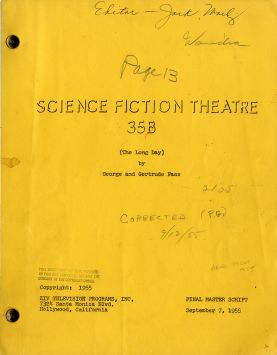 Editor - Jack
Page 13
SCIENCE FICTION THEATRE
35B
(The Long Day)
by
George and Gertrude Fass
CORRECTED (P.B)
9/12/55
Copyright: 1955
ZIV TELEVISION PROGRAMS, INC.
7324 Santa Monica Blvd.
Hollywood, California
FINAL MASTER SCRIPT
September 7, 1955